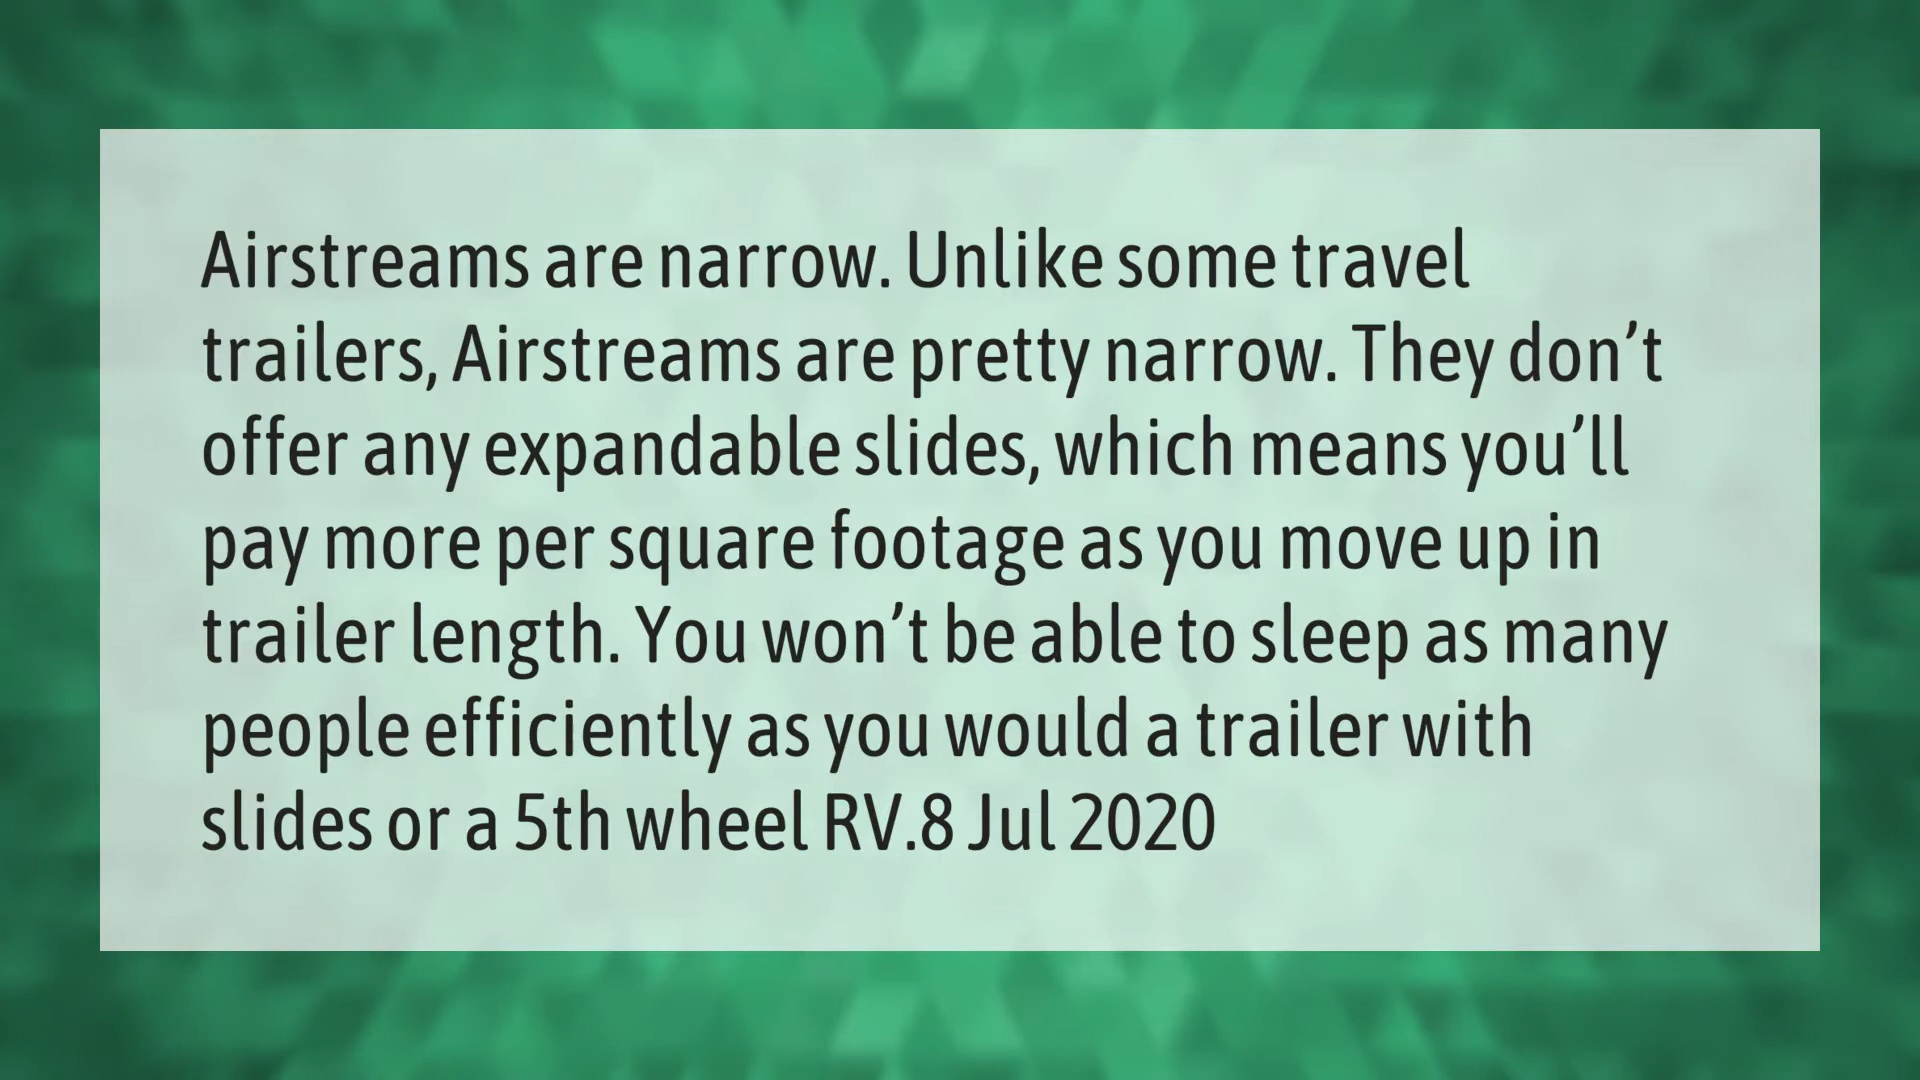 Airstreams are narrow. Unlike some travel
trailers, Airstreams are pretty narrow. They don’t
offer any expandable slides, which means you’ll
pay more per square footage as you move up in
trailer length. You won’t be able to sleep as many
people efficiently as you would a trailer with
slides or a 5th wheel RV.8 Jul 2020